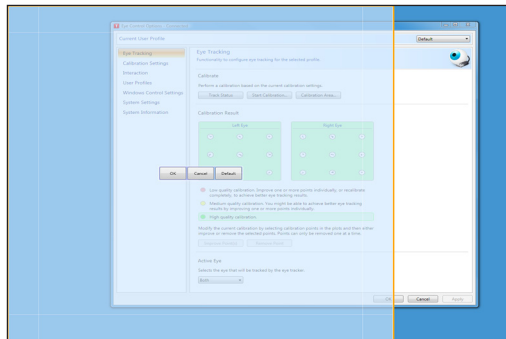 Eye Control Settings
Current User Profile
Default
Eye Tracking
Calibration Settings
Interaction
User Profiles
Windows Control Settings
System Settings
System Information
Eye Tracking
Functionality to configure eye tracking for the selected profile.
Calibrate
Perform a calibration based on the current calibration settings.
Track Status
Start Calibration...
Calibration Area...
Calibration Result
Left Eye
Right Eye
OK
Cancel
Default
Low quality calibration. Improve one or more points individually, or recalibrate
completely, to achieve better eye tracking results.
Medium quality calibration. You might be able to achieve better eye tracking
results by improving one or more points individually.
High quality calibration.
Modify the current calibration by selecting calibration points in the plots and then either
improve or remove the selected points. Points can only be removed one at a time.
Improve Points
Remove Point
Active Eye
Selects the eye that will be tracked by the eye tracker.
Both
OK
Cancel
Apply